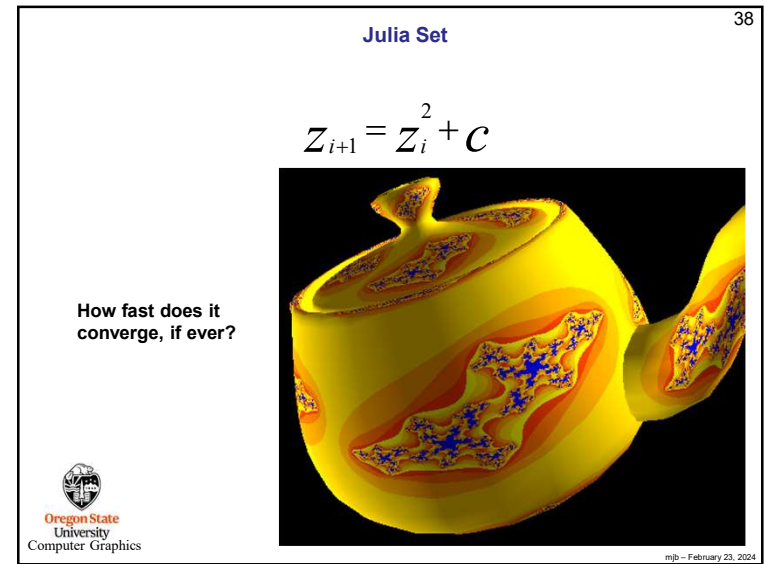 38
Julia Set
z_{i+1} = z_i^2 + c
How fast does it
converge, if ever?
Oregon State
University
Computer Graphics
mjb – February 23, 2024